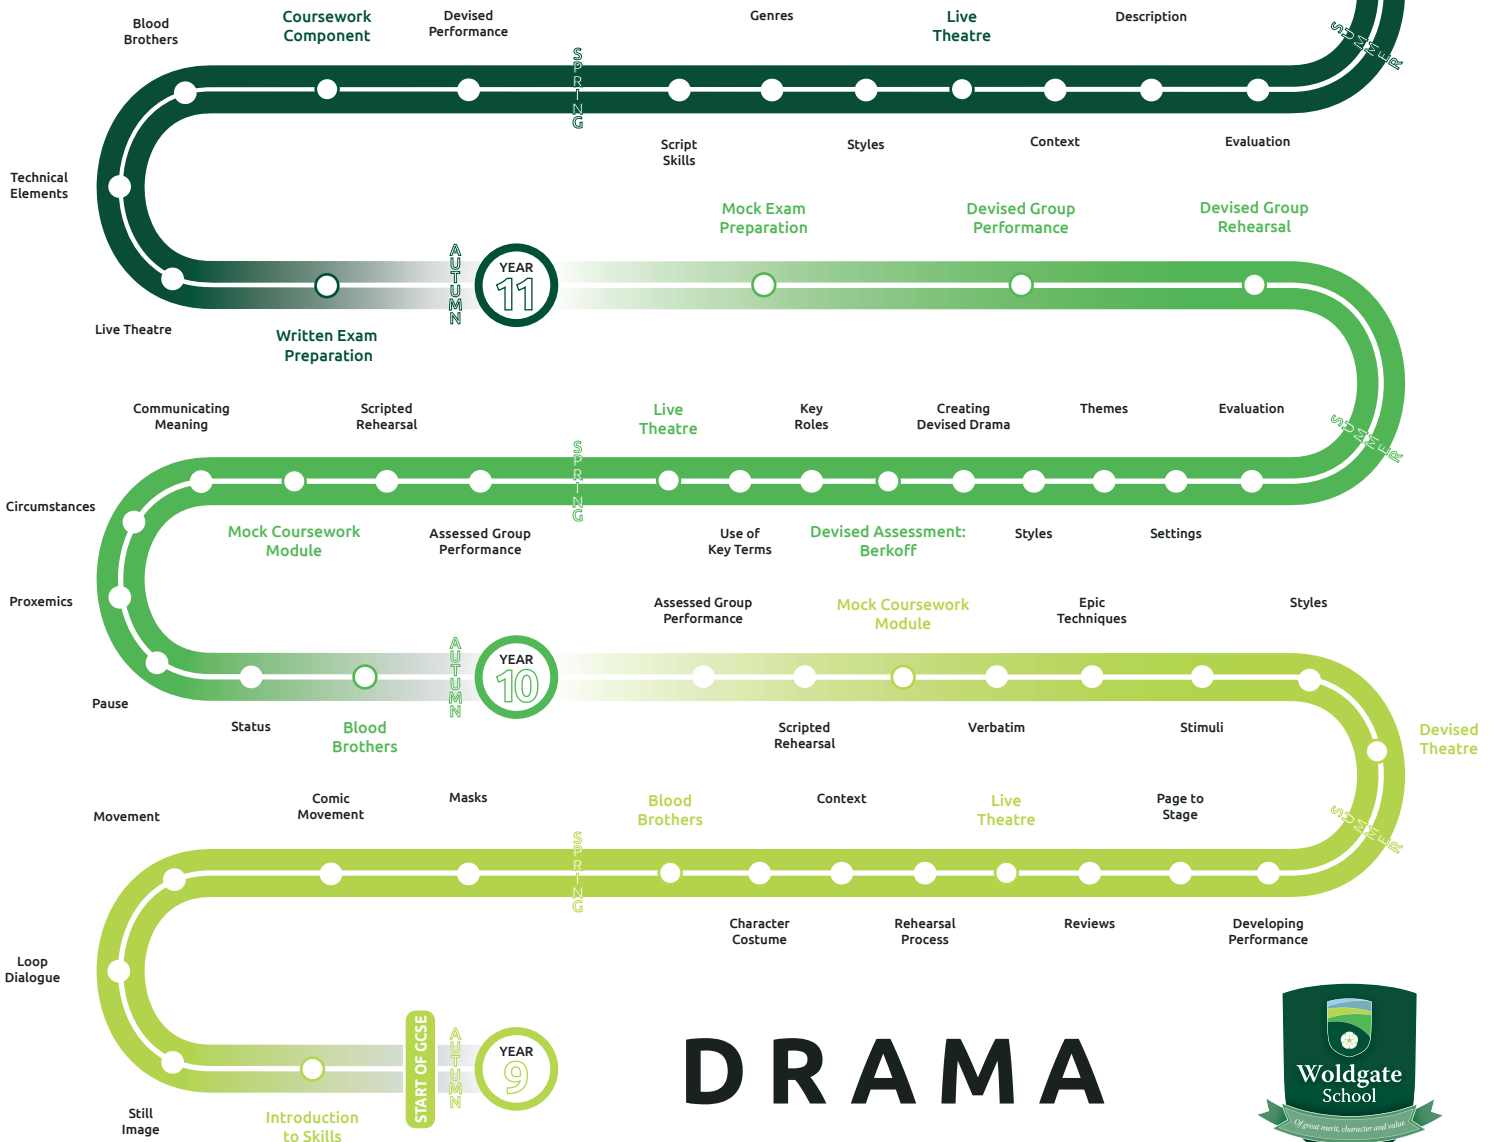 Blood
Brothers
Coursework
Component
Devised
Performance
Genres
Live
Theatre
Description
SUMMER
SPRING
Script
Skills
Styles
Context
Evaluation
Technical
Elements
Mock Exam
Preparation
Devised Group
Performance
Devised Group
Rehearsal
AUTUMN
YEAR
11
Live Theatre
Written Exam
Preparation
Communicating
Meaning
Scripted
Rehearsal
Live
Theatre
Key
Roles
Creating
Devised Drama
Themes
Evaluation
SUMMER
SPRING
Circumstances
Mock Coursework
Module
Assessed Group
Performance
Use of
Key Terms
Devised Assessment:
Berkoff
Styles
Settings
Proxemics
Assessed Group
Performance
Mock Coursework
Module
Epic
Techniques
Styles
AUTUMN
YEAR
10
Pause
Status
Blood
Brothers
Scripted
Rehearsal
Verbatim
Stimuli
Devised
Theatre
Movement
Comic
Movement
Masks
Blood
Brothers
Context
Live
Theatre
Page to
Stage
SUMMER
SPRING
Character
Costume
Rehearsal
Process
Reviews
Developing
Performance
Loop
Dialogue
START OF GCSE
AUTUMN
YEAR
9
Still
Image
Introduction
to Skills
DRAMA
Woldgate
School
Of great merit, character and value